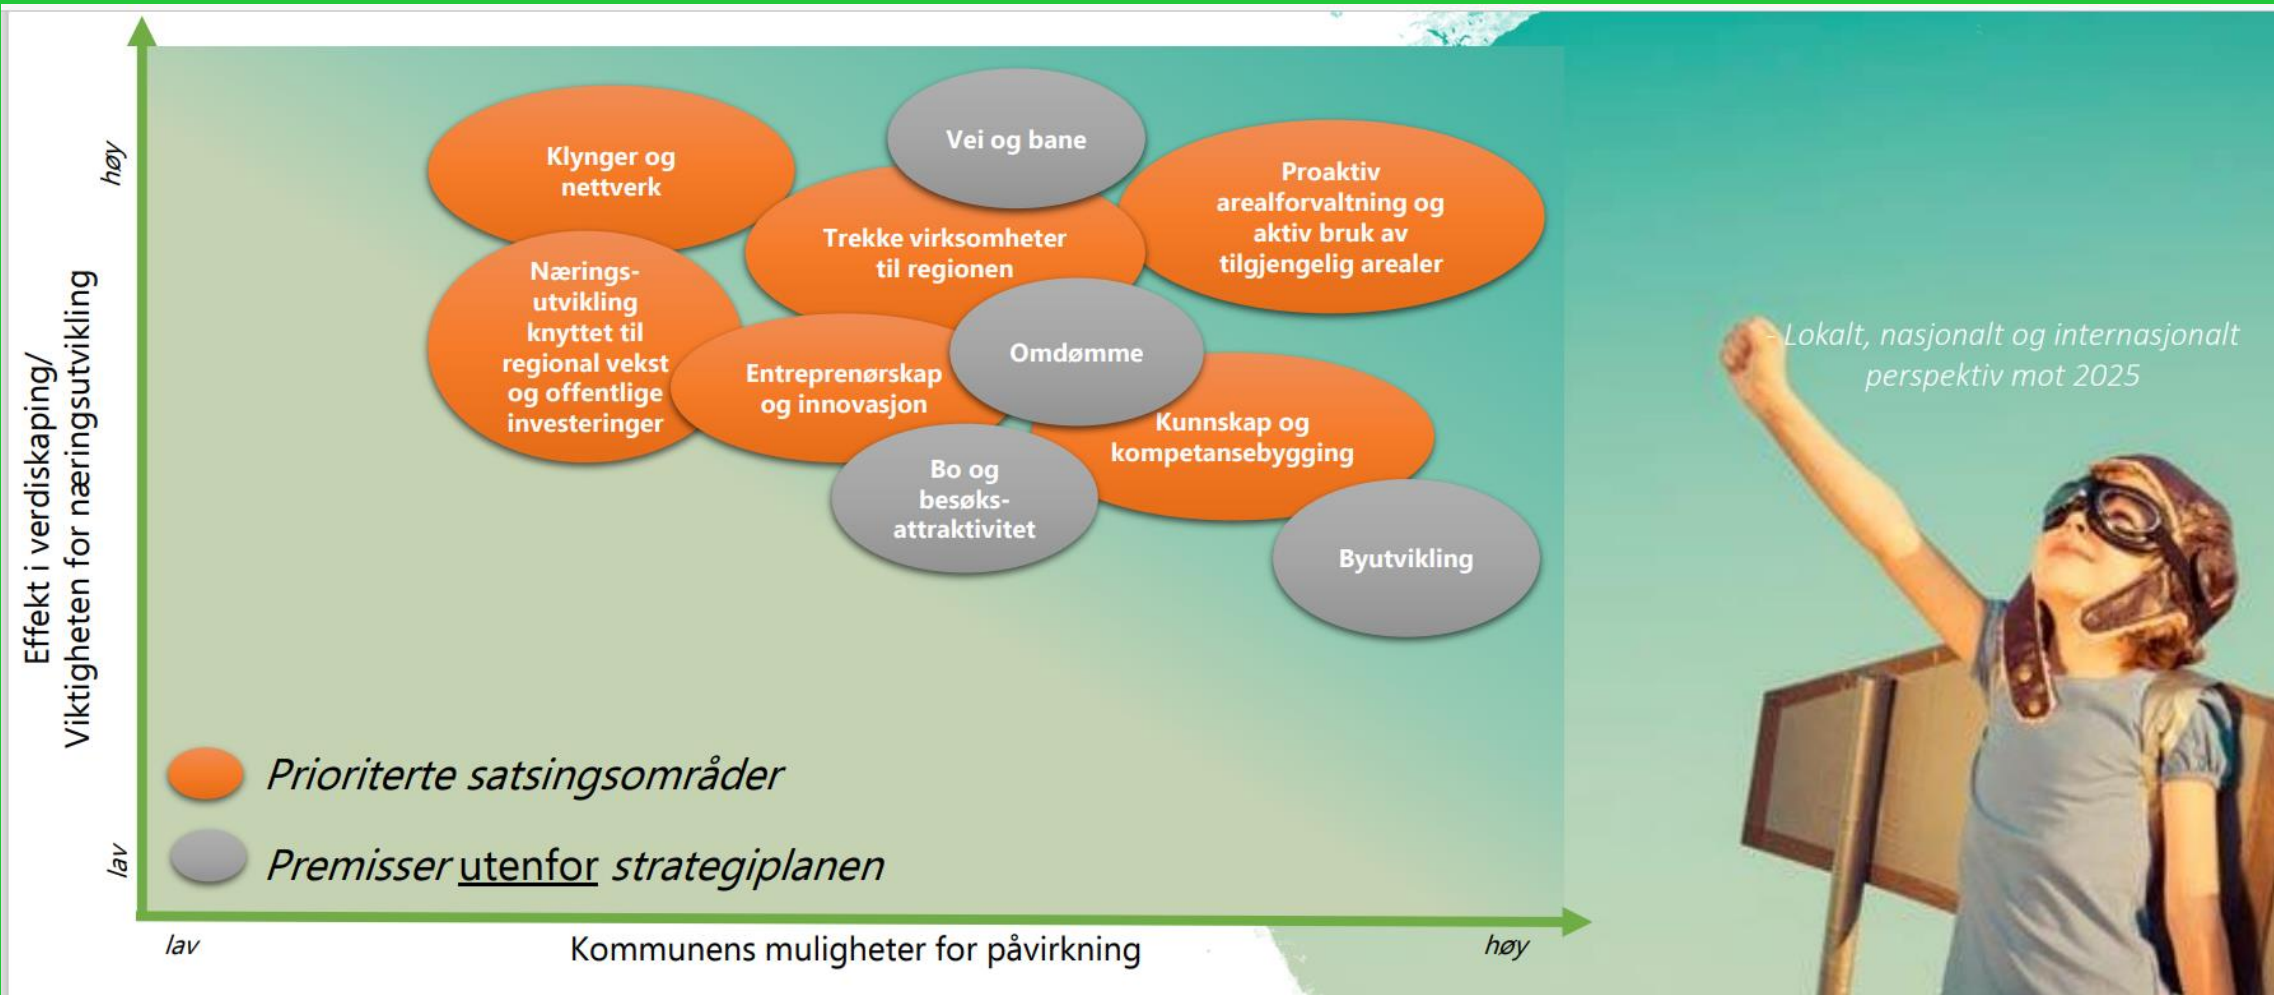 Effekt i verdiskaping/
Viktigheten for næringsutvikling
høy
lav
Klynger og
nettverk
Vei og bane
Proaktiv
arealforvaltning og
aktiv bruk av
tilgjengelig arealer
Trekke virksomheter
til regionen
Nærings-
utvikling
knyttet til
regional vekst
og offentlige
investeringer
Entreprenørskap
og innovasjon
Omdømme
Kunnskap og
kompetansebygging
Bo og
besøks-
attraktivitet
Byutvikling
Prioriterte satsingsområder
Premisser utenfor strategiplanen
lav
Kommunens muligheter for påvirkning
høy
- Lokalt, nasjonalt og internasjonalt
perspektiv mot 2025